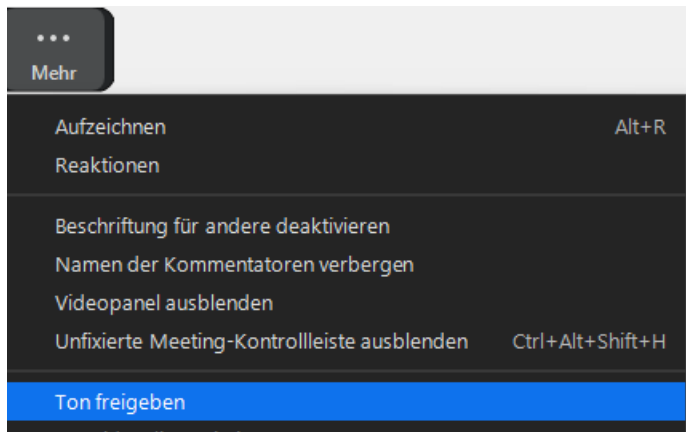 Mehr
Aufzeichnen Alt+R
Reaktionen
Beschriftung für andere deaktivieren
Namen der Kommentatoren verbergen
Videopanel ausblenden
Unfixierte Meeting-Kontrollleiste ausblenden Ctrl+Alt+Shift+H
Ton freigeben